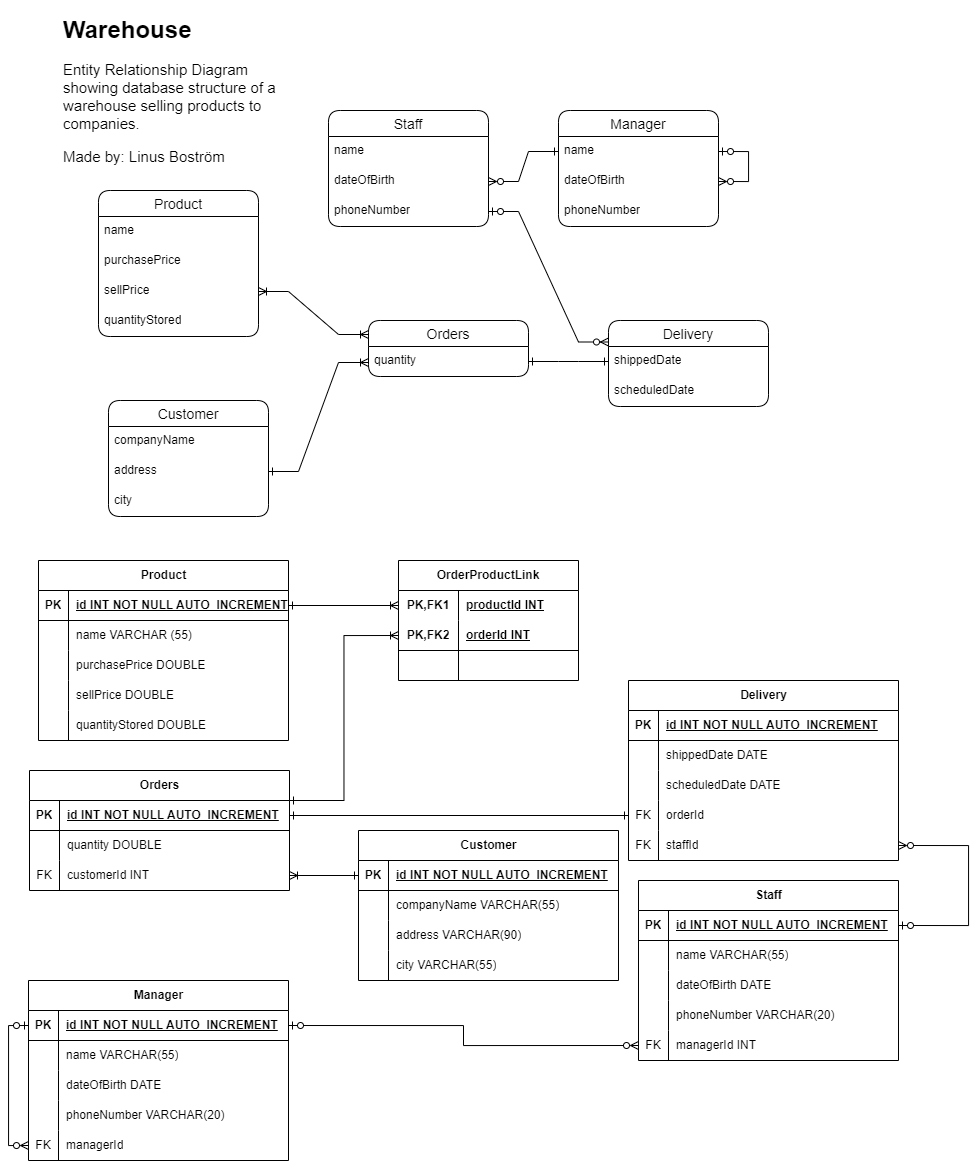 Warehouse
Entity Relationship Diagram
showing database structure of a
warehouse selling products to
companies.
Made by: Linus Boström
Staff
name
dateOfBirth
phoneNumber
Manager
name
dateOfBirth
phoneNumber
Product
name
purchasePrice
sellPrice
quantityStored
Orders
quantity
Delivery
shippedDate
scheduledDate
Customer
companyName
address
city
Product
PK id INT NOT NULL AUTO_INCREMENT
name VARCHAR (55)
purchasePrice DOUBLE
sellPrice DOUBLE
quantityStored DOUBLE
OrderProductLink
PK,FK1 productId INT
PK,FK2 orderId INT
Delivery
PK id INT NOT NULL AUTO_INCREMENT
shippedDate DATE
scheduledDate DATE
FK orderId
FK staffId
Orders
PK id INT NOT NULL AUTO_INCREMENT
quantity DOUBLE
FK customerId INT
Customer
PK id INT NOT NULL AUTO_INCREMENT
companyName VARCHAR(55)
address VARCHAR(90)
city VARCHAR(55)
Staff
PK id INT NOT NULL AUTO_INCREMENT
name VARCHAR(55)
dateOfBirth DATE
phoneNumber VARCHAR(20)
FK managerId INT
Manager
PK id INT NOT NULL AUTO_INCREMENT
name VARCHAR(55)
dateOfBirth DATE
phoneNumber VARCHAR(20)
FK managerId